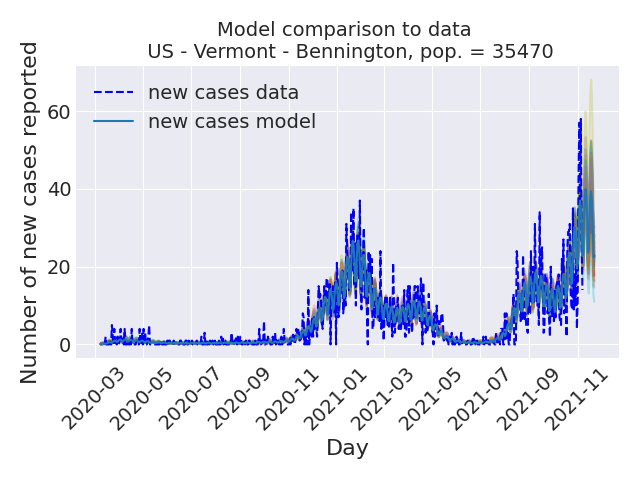 Model comparison to data
US - Vermont - Bennington, pop. = 35470
Number of new cases reported
60
40
20
0
new cases data
new cases model
2020-03
2020-05
2020-07
2020-09
2020-11
2021-01
2021-03
2021-05
2021-07
2021-09
2021-11
Day